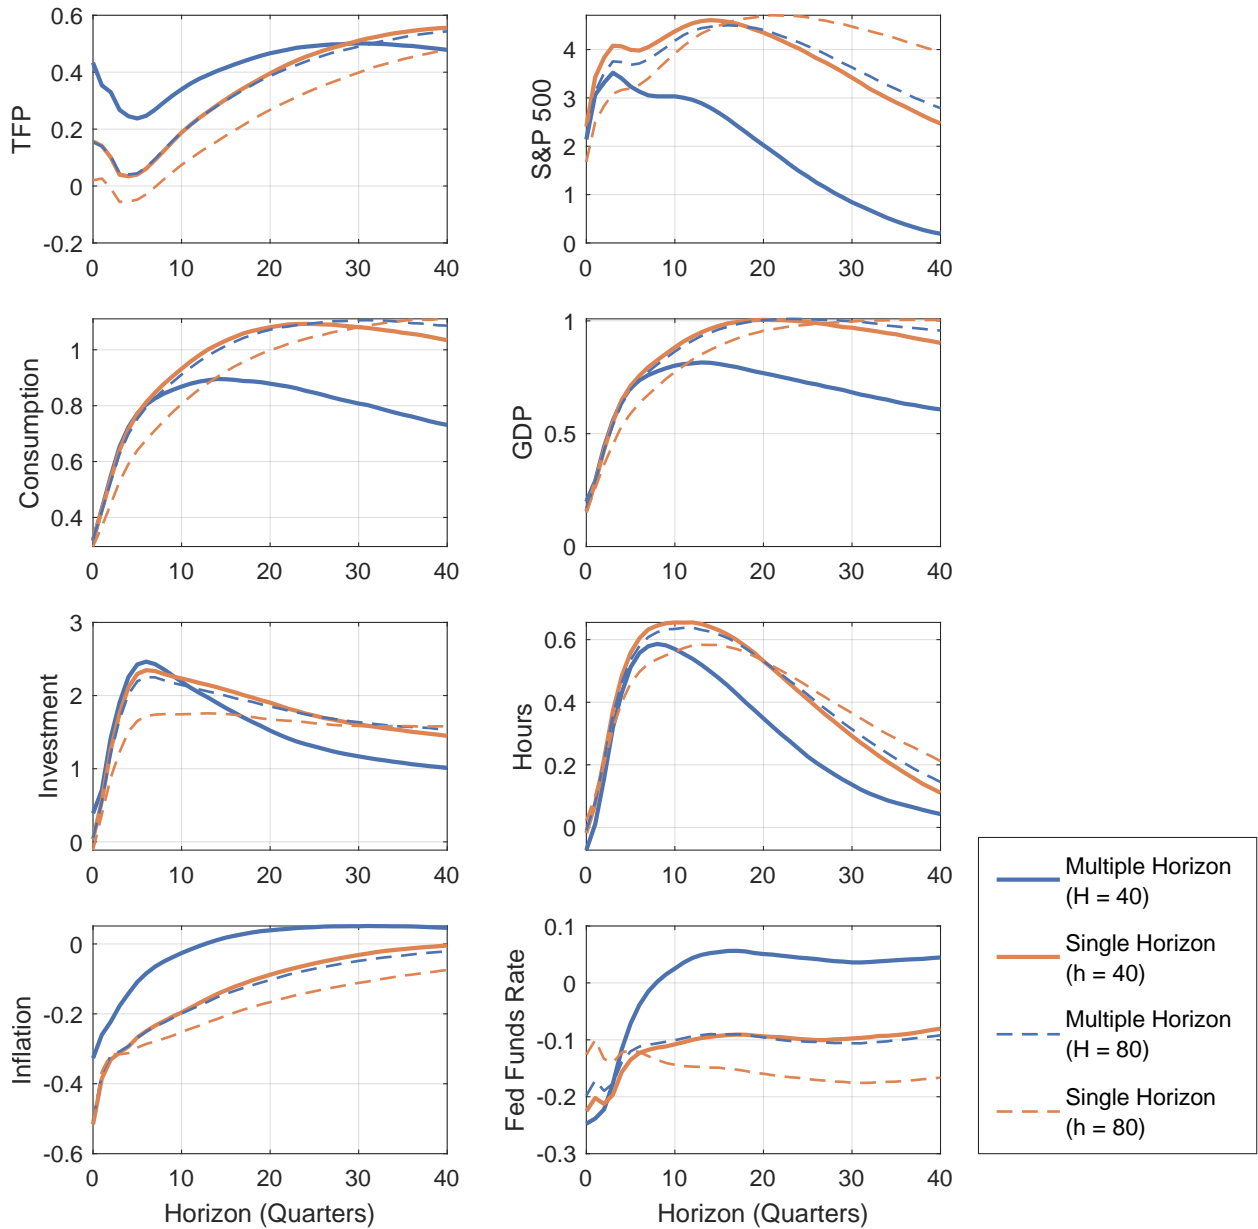 0.6
0.4
0.2
0
-0.2
TFP
0 10 20 30 40
4
3
2
1
0
S&P 500
0 10 20 30 40
1
0.8
0.6
0.4
Consumption
0 10 20 30 40
1
0.5
0
GDP
0 10 20 30 40
3
2
1
0
Investment
0 10 20 30 40
0.6
0.4
0.2
0
Hours
0 10 20 30 40
0
-0.2
-0.4
-0.6
Inflation
0 10 20 30 40
Horizon (Quarters)
0.1
0
-0.1
-0.2
-0.3
Fed Funds Rate
0 10 20 30 40
Horizon (Quarters)
Multiple Horizon
(H = 40)
Single Horizon
(h = 40)
Multiple Horizon
(H = 80)
Single Horizon
(h = 80)